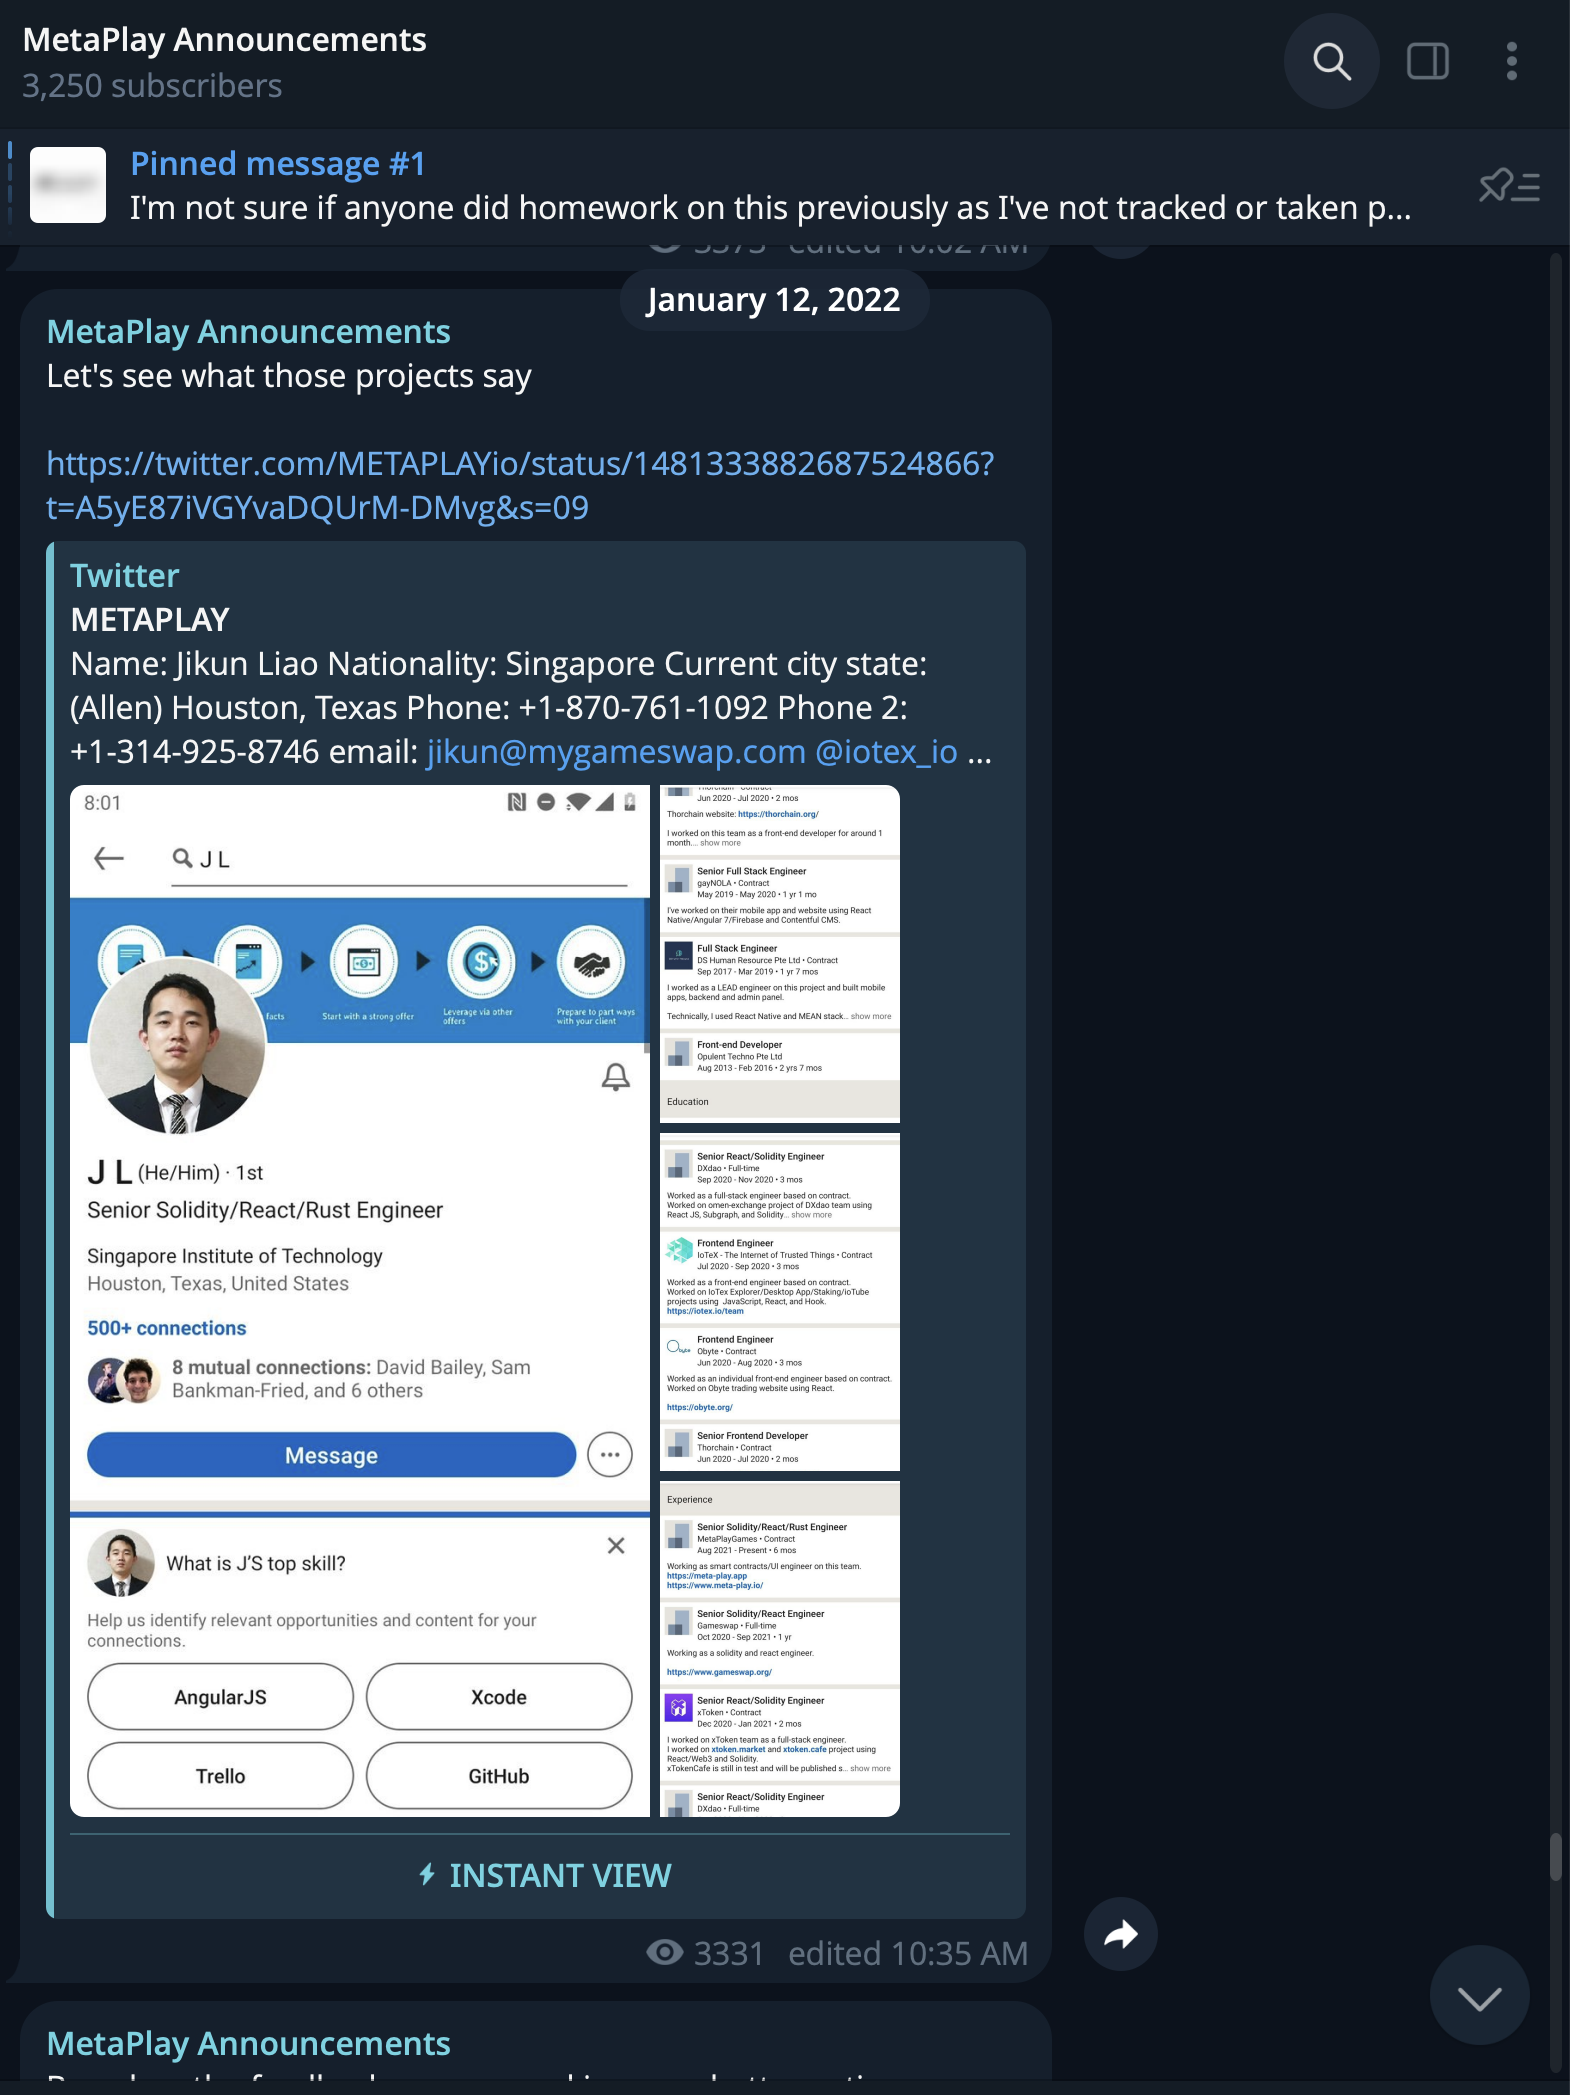 MetaPlay Announcements
3,250 subscribers
Pinned message #1
I'm not sure if anyone did homework on this previously as I've not tracked or taken p...
edited 10:02 AM
January 12, 2022
MetaPlay Announcements
Let's see what those projects say
https://twitter.com/METAPLAYio/status/1481333882687524866?
t=A5yE87iVGYvaDQUrM-DMvg&s=09
Twitter
METAPLAY
Name: Jikun Liao Nationality: Singapore Current city state:
(Allen) Houston, Texas Phone: +1-870-761-1092 Phone 2:
+1-314-925-8746 email: jikun@mygameswap.com @iotex_io ...
8:01
J L
facts
Start with a strong offer
Leverage via other
offers
Prepare to part ways
with your client
J L (He/Him) · 1st
Senior Solidity/React/Rust Engineer
Singapore Institute of Technology
Houston, Texas, United States
500+ connections
8 mutual connections: David Bailey, Sam
Bankman-Fried, and 6 others
Message
What is J'S top skill?
Help us identify relevant opportunities and content for your
connections.
AngularJS
Xcode
Trello
GitHub
Thorchain • Contract
Jun 2020 - Jul 2020 • 2 mos
Thorchain website: https://thorchain.org/
I worked on this team as a front-end developer for around 1
month... show more
Senior Full Stack Engineer
gayNOLA • Contract
May 2019 - May 2020 • 1 yr 1 mo
I've worked on their mobile app and website using React
Native/Angular 7/Firebase and Contentful CMS.
Full Stack Engineer
DS Human Resource Pte Ltd • Contract
Sep 2017 - Mar 2019 • 1 yr 7 mos
I worked as a LEAD engineer on this project and built mobile
apps, backend and admin panel.
Technically, I used React Native and MEAN stack... show more
Front-end Developer
Opulent Techno Pte Ltd
Aug 2013 - Feb 2016 • 2 yrs 7 mos
Education
Senior React/Solidity Engineer
DXdao • Full-time
Sep 2020 - Nov 2020 • 3 mos
Worked as a full-stack engineer based on contract.
Worked on omen-exchange project of DXdao team using
React JS, Subgraph, and Solidity... show more
Frontend Engineer
IoTeX - The Internet of Trusted Things • Contract
Jul 2020 - Sep 2020 • 3 mos
Worked as a front-end engineer based on contract.
Worked on IoTex Explorer/Desktop App/Staking/ioTube
projects using JavaScript, React, and Hook.
https://iotex.io/team
Frontend Engineer
Obyte • Contract
Jun 2020 - Aug 2020 • 3 mos
Worked as an individual front-end engineer based on contract.
Worked on Obyte trading website using React.
https://obyte.org/
Senior Frontend Developer
Thorchain • Contract
Jun 2020 - Jul 2020 • 2 mos
Experience
Senior Solidity/React/Rust Engineer
MetaPlayGames • Contract
Aug 2021 - Present • 6 mos
Working as smart contracts/UI engineer on this team.
https://meta-play.app
https://www.meta-play.io/
Senior Solidity/React Engineer
Gameswap • Full-time
Oct 2020 - Sep 2021 • 1 yr
Working as a solidity and react engineer.
https://www.gameswap.org/
Senior React/Solidity Engineer
xToken • Contract
Dec 2020 - Jan 2021 • 2 mos
I worked on xToken team as a full-stack engineer.
I worked on xtoken.market and xtoken.cafe project using
React/Web3 and Solidity.
xTokenCafe is still in test and will be published s... show more
Senior React/Solidity Engineer
DXdao • Full-time
INSTANT VIEW
3331 edited 10:35 AM
MetaPlay Announcements